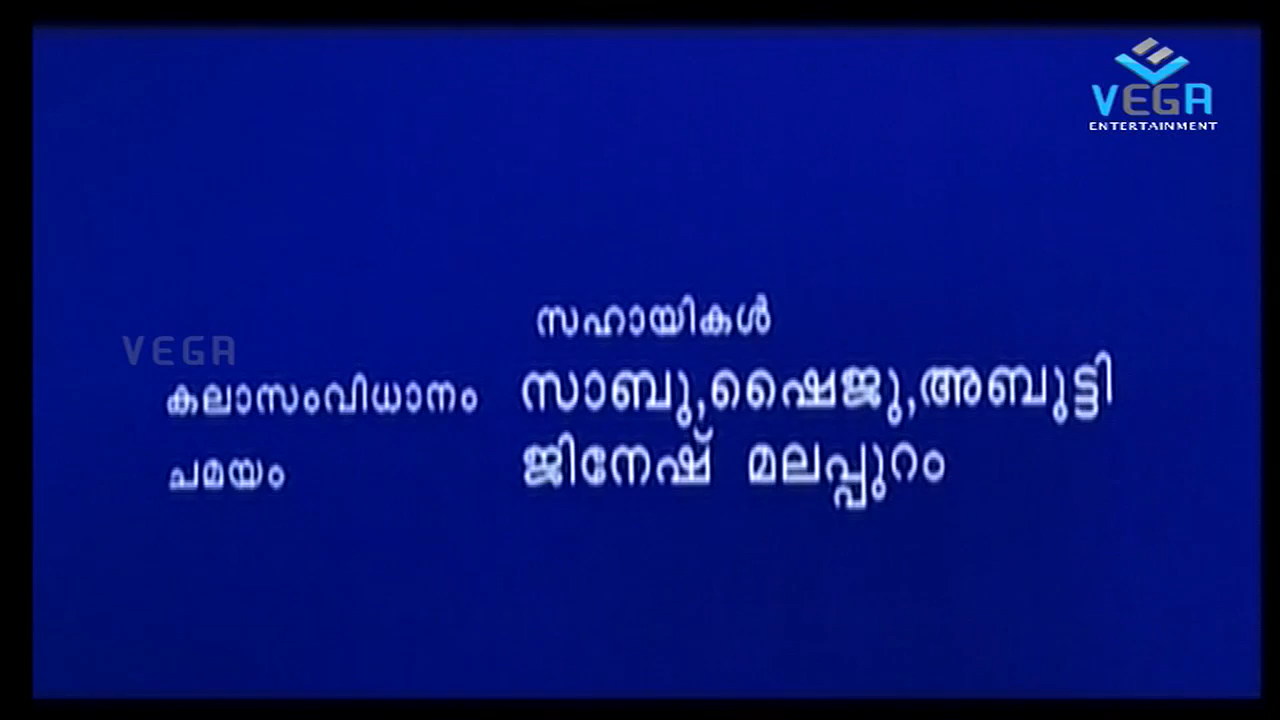 VEGA
ENTERTAINMENT
സഹായികൾ
VEGA
കലാസംവിധാനം സാബു,ഷൈജു,അബുട്ടി
ചമയം ജിനേഷ് മലപ്പുറം